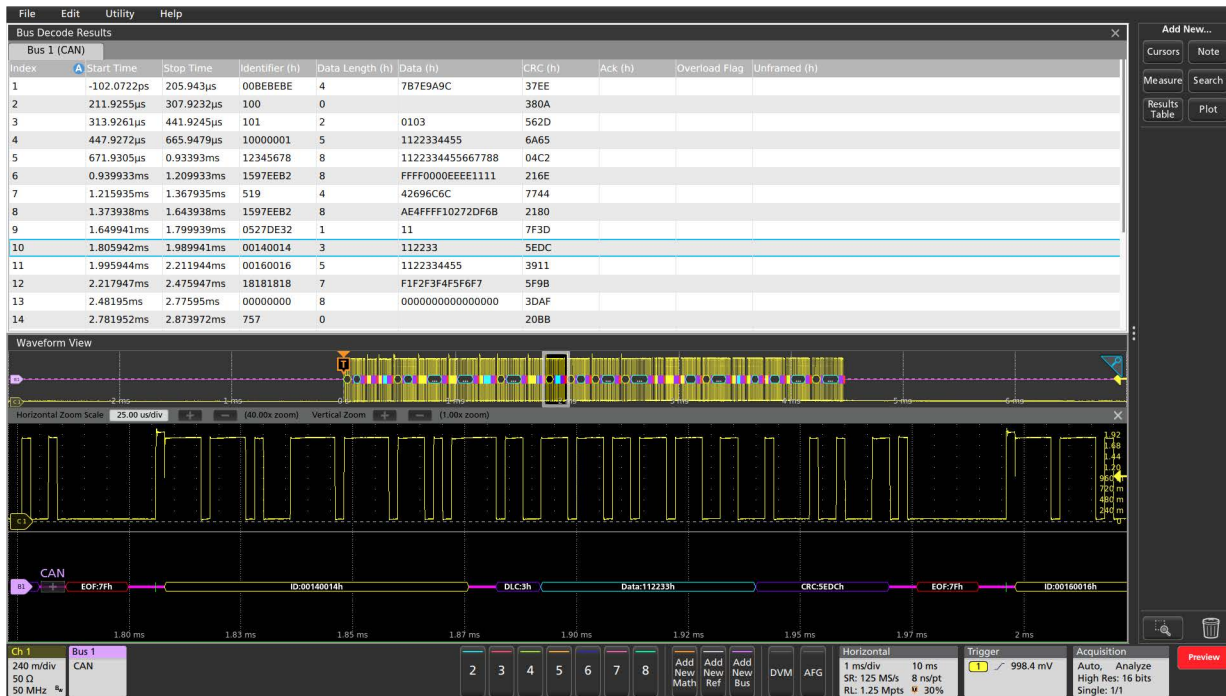 File Edit Utility Help
Bus Decode Results
Bus 1 (CAN)
Index A Start Time Stop Time Identifier (h) Data Length (h) Data (h) CRC (h) Ack (h) Overload Flag Unframed (h)
1 -102.0722ps 205.943µs 00BEBEBE 4 7B7E9A9C 37EE
2 211.9255µs 307.9232µs 100 0 380A
3 313.9261µs 441.9245µs 101 2 0103 562D
4 447.9272µs 665.9479µs 10000001 5 1122334455 6A65
5 671.9305µs 0.93393ms 12345678 8 1122334455667788 04C2
6 0.939933ms 1.209933ms 1597EEB2 8 FFFF0000EEEE1111 216E
7 1.215935ms 1.367935ms 519 4 42696C6C 7744
8 1.373938ms 1.643938ms 1597EEB2 8 AE4FFFF10272DF6B 2180
9 1.649941ms 1.799939ms 0527DE32 1 11 7F3D
10 1.805942ms 1.989941ms 00140014 3 112233 5EDC
11 1.995944ms 2.211944ms 00160016 5 1122334455 3911
12 2.217947ms 2.475947ms 18181818 7 F1F2F3F4F5F6F7 5F9B
13 2.48195ms 2.77595ms 00000000 8 0000000000000000 3DAF
14 2.781952ms 2.873972ms 757 0 20BB
Waveform View
T
B1
C1 -2 ms -1 ms 5 ms 6 ms
Horizontal Zoom Scale 25.00 us/div + − (40.00x zoom) Vertical Zoom + − (1.00x zoom)
1.92
1.68
1.44
1.20
960
720 m
480 m
240 m
C1
CAN
B1 + EOF:7Fh ID:00140014h DLC:3h Data:112233h CRC:5EDCh EOF:7Fh ID:00160016h
1.80 ms 1.83 ms 1.85 ms 1.87 ms 1.90 ms 1.92 ms 1.95 ms 1.97 ms 2 ms
Add New...
Cursors Note
Measure Search
Results Table Plot
Ch 1
240 m/div
50 Ω
50 MHz Bw
Bus 1
CAN
2 3 4 5 6 7 8
Add New Math
Add New Ref
Add New Bus
DVM AFG
Horizontal
1 ms/div 10 ms
SR: 125 MS/s 8 ns/pt
RL: 1.25 Mpts 30%
Trigger
1 998.4 mV
Acquisition
Auto, Analyze
High Res: 16 bits
Single: 1/1
Preview